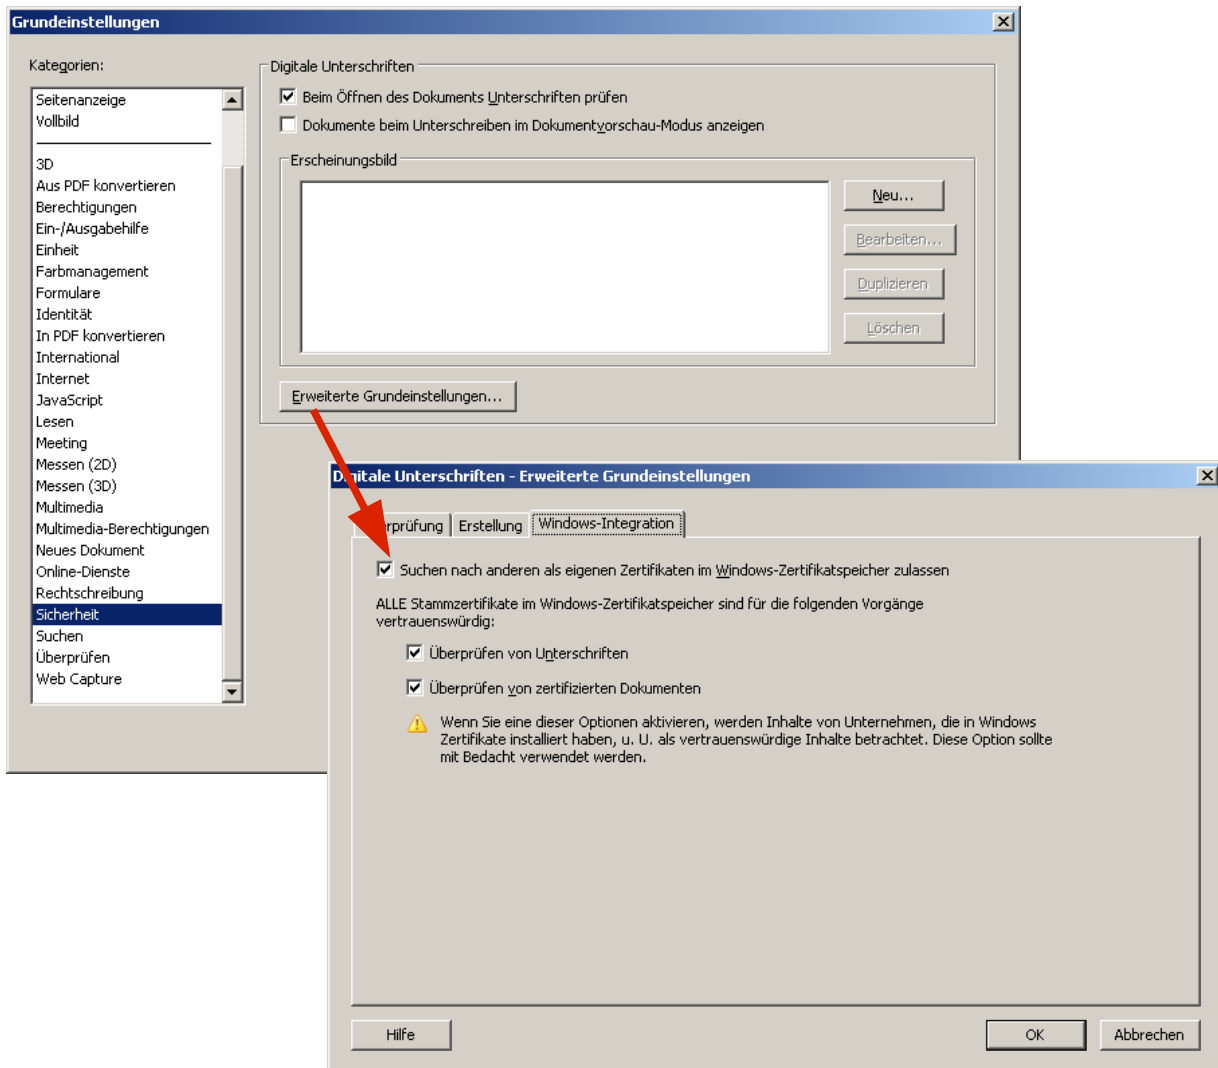 Grundeinstellungen
Kategorien:
Seitenanzeige
Vollbild
3D
Aus PDF konvertieren
Berechtigungen
Ein-/Ausgabehilfe
Einheit
Farbmanagement
Formulare
Identität
In PDF konvertieren
International
Internet
JavaScript
Lesen
Meeting
Messen (2D)
Messen (3D)
Multimedia
Multimedia-Berechtigungen
Neues Dokument
Online-Dienste
Rechtschreibung
Sicherheit
Suchen
Überprüfen
Web Capture
Digitale Unterschriften
Beim Öffnen des Dokuments Unterschriften prüfen
Dokumente beim Unterschreiben im Dokumentvorschau-Modus anzeigen
Erscheinungsbild
Neu...
Bearbeiten...
Duplizieren
Löschen
Erweiterte Grundeinstellungen...
Digitale Unterschriften - Erweiterte Grundeinstellungen
rprüfung
Erstellung
Windows-Integration
Suchen nach anderen als eigenen Zertifikaten im Windows-Zertifikatspeicher zulassen
ALLE Stammzertifikate im Windows-Zertifikatspeicher sind für die folgenden Vorgänge
vertrauenswürdig:
Überprüfen von Unterschriften
Überprüfen von zertifizierten Dokumenten
Wenn Sie eine dieser Optionen aktivieren, werden Inhalte von Unternehmen, die in Windows
Zertifikate installiert haben, u. U. als vertrauenswürdige Inhalte betrachtet. Diese Option sollte
mit Bedacht verwendet werden.
Hilfe
OK
Abbrechen